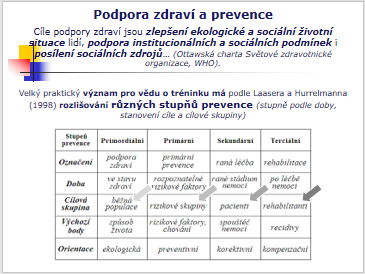 Podpora zdraví a prevence
Cíle podpory zdraví jsou zlepšení ekologické a sociální životní
situace lidí, podpora institucionálních a sociálních podmínek i
posílení sociálních zdrojů… (Ottawská charta Světové zdravotnické
organizace, WHO).
Velký praktický význam pro vědu o tréninku má podle Laasera a Hurrelmanna
(1998) rozlišování různých stupňů prevence (stupně podle doby,
stanovení cíle a cílové skupiny)
Stupeň prevence Primordiální Primární Sekundární Terciální
Označení podpora zdraví primární prevence raná léčba rehabilitace
Doba ve stavu zdraví rozpoznatelné rizikové faktory rané stádium nemoci po léčbě nemoci
Cílová skupina běžná populace rizikové skupiny pacienti rehabilitanti
Výchozí body způsob života rizikové faktory, chování spouštěč nemoci recidivy
Orientace ekologická preventivní korektivní kompenzační